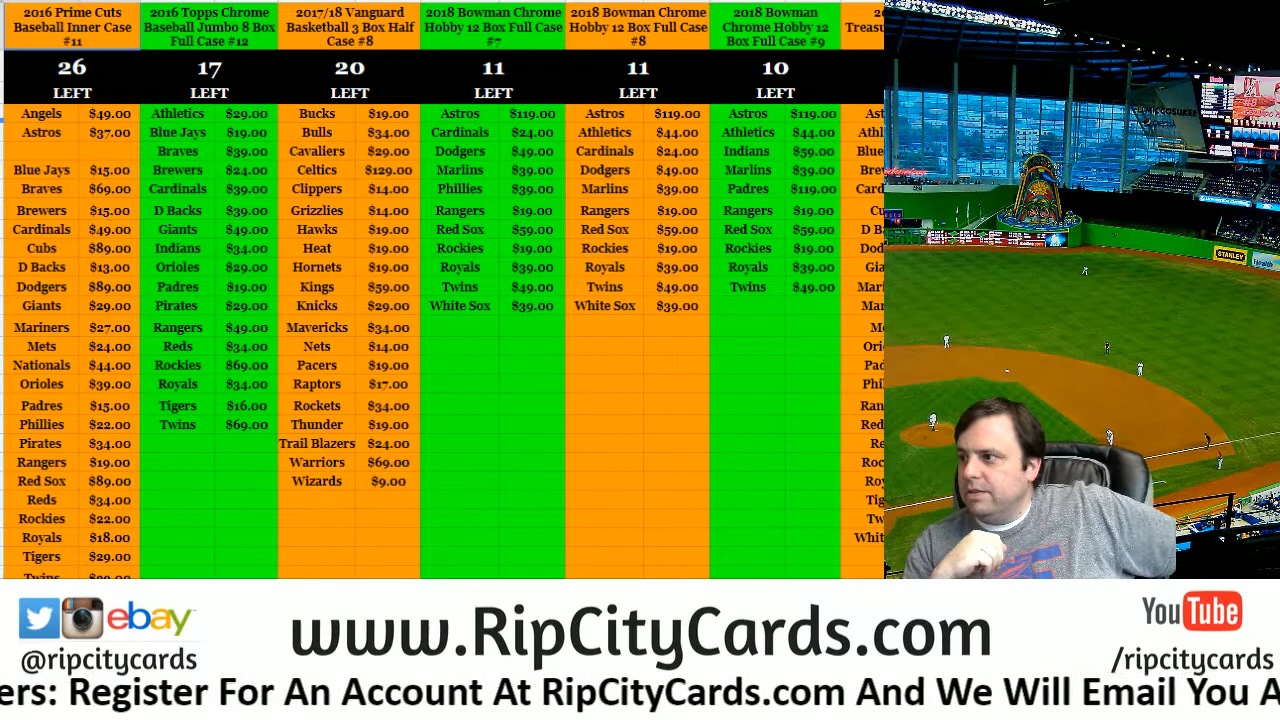 2016 Prime Cuts
Baseball Inner Case
#11
26
LEFT
Angels $49.00
Astros $37.00
Blue Jays $15.00
Braves $69.00
Brewers $15.00
Cardinals $49.00
Cubs $89.00
D Backs $13.00
Dodgers $89.00
Giants $29.00
Mariners $27.00
Mets $24.00
Nationals $44.00
Orioles $39.00
Padres $15.00
Phillies $22.00
Pirates $34.00
Rangers $19.00
Red Sox $89.00
Reds $34.00
Rockies $22.00
Royals $18.00
Tigers $29.00
2016 Topps Chrome
Baseball Jumbo 8 Box
Full Case #12
17
LEFT
Athletics $29.00
Blue Jays $19.00
Braves $39.00
Brewers $24.00
Cardinals $39.00
D Backs $39.00
Giants $49.00
Indians $34.00
Orioles $29.00
Padres $19.00
Pirates $29.00
Rangers $49.00
Reds $34.00
Rockies $69.00
Royals $34.00
Tigers $16.00
Twins $69.00
2017/18 Vanguard
Basketball 3 Box Half
Case #8
20
LEFT
Bucks $19.00
Bulls $34.00
Cavaliers $29.00
Celtics $129.00
Clippers $14.00
Grizzlies $14.00
Hawks $19.00
Heat $19.00
Hornets $19.00
Kings $59.00
Knicks $29.00
Mavericks $34.00
Nets $14.00
Pacers $19.00
Raptors $17.00
Rockets $34.00
Thunder $19.00
Trail Blazers $24.00
Warriors $69.00
Wizards $9.00
2018 Bowman Chrome
Hobby 12 Box Full Case
#7
11
LEFT
Astros $119.00
Cardinals $24.00
Dodgers $49.00
Marlins $39.00
Phillies $39.00
Rangers $19.00
Red Sox $59.00
Rockies $19.00
Royals $39.00
Twins $49.00
White Sox $39.00
2018 Bowman Chrome
Hobby 12 Box Full Case
#8
11
LEFT
Astros $119.00
Athletics $44.00
Cardinals $24.00
Dodgers $49.00
Marlins $39.00
Rangers $19.00
Red Sox $59.00
Rockies $19.00
Royals $39.00
Twins $49.00
White Sox $39.00
2018 Bowman
Chrome Hobby 12
Box Full Case #9
10
LEFT
Astros $119.00
Athletics $44.00
Indians $59.00
Marlins $39.00
Padres $119.00
Rangers $19.00
Red Sox $59.00
Rockies $19.00
Royals $39.00
Twins $49.00
STANLEY
ebay
@ripcitycards
www.RipCityCards.com
YouTube
/ripcitycards
ers: Register For An Account At RipCityCards.com And We Will Email You A